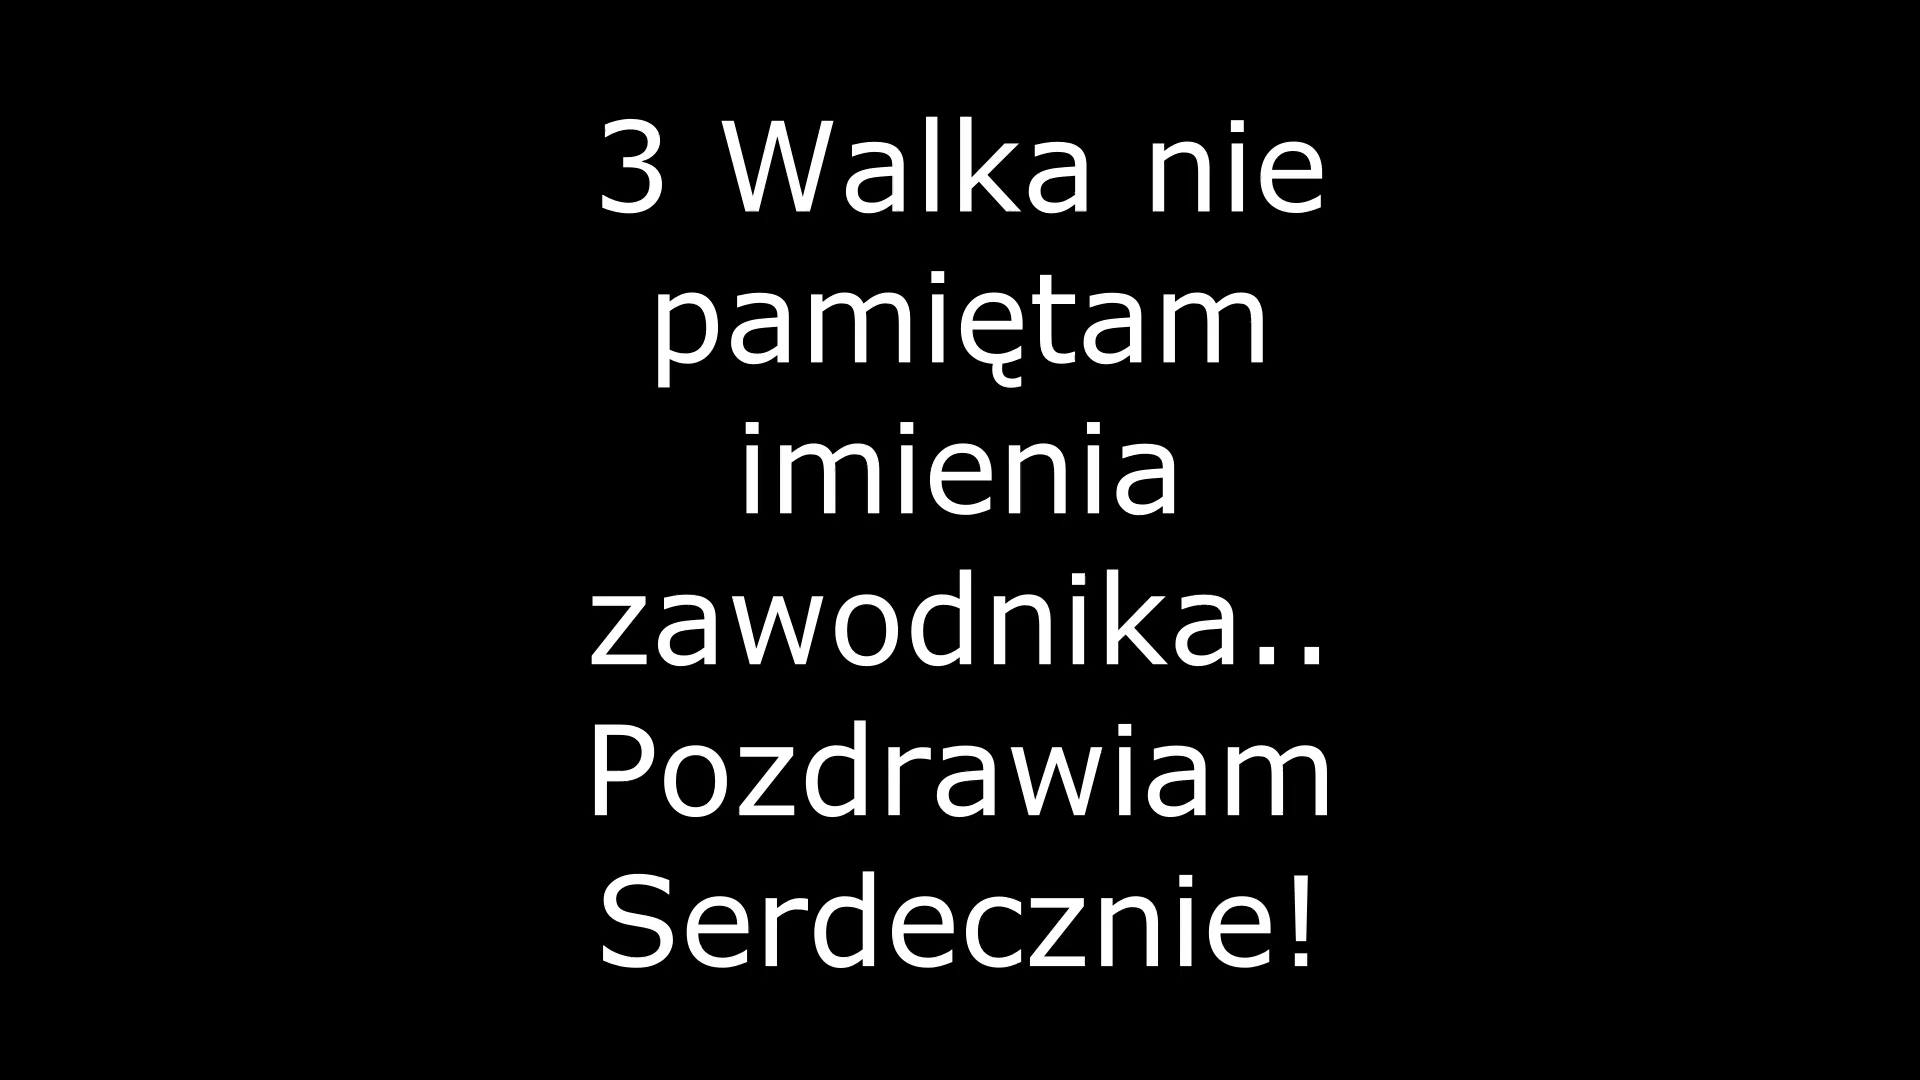 3 Walka nie
pamiętam
imienia
zawodnika..
Pozdrawiam
Serdecznie!